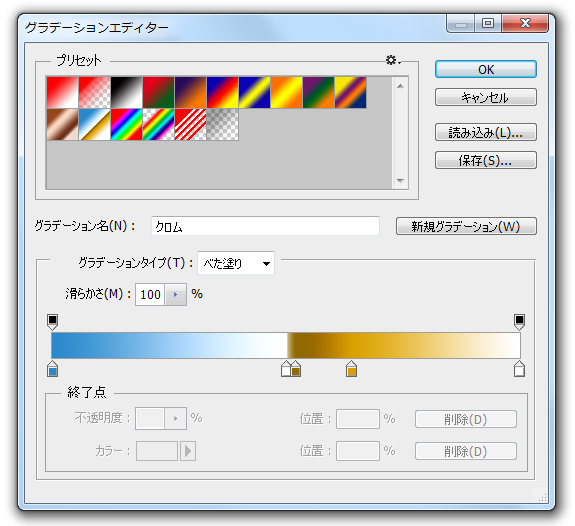 グラデーションエディター
プリセット
OK
キャンセル
読み込み(L)...
保存(S)...
グラデーション名(N)：
クロム
新規グラデーション(W)
グラデーションタイプ(T)：
べた塗り
滑らかさ(M)：
100
%
終了点
不透明度：
%
位置：
%
削除(D)
カラー：
位置：
%
削除(D)